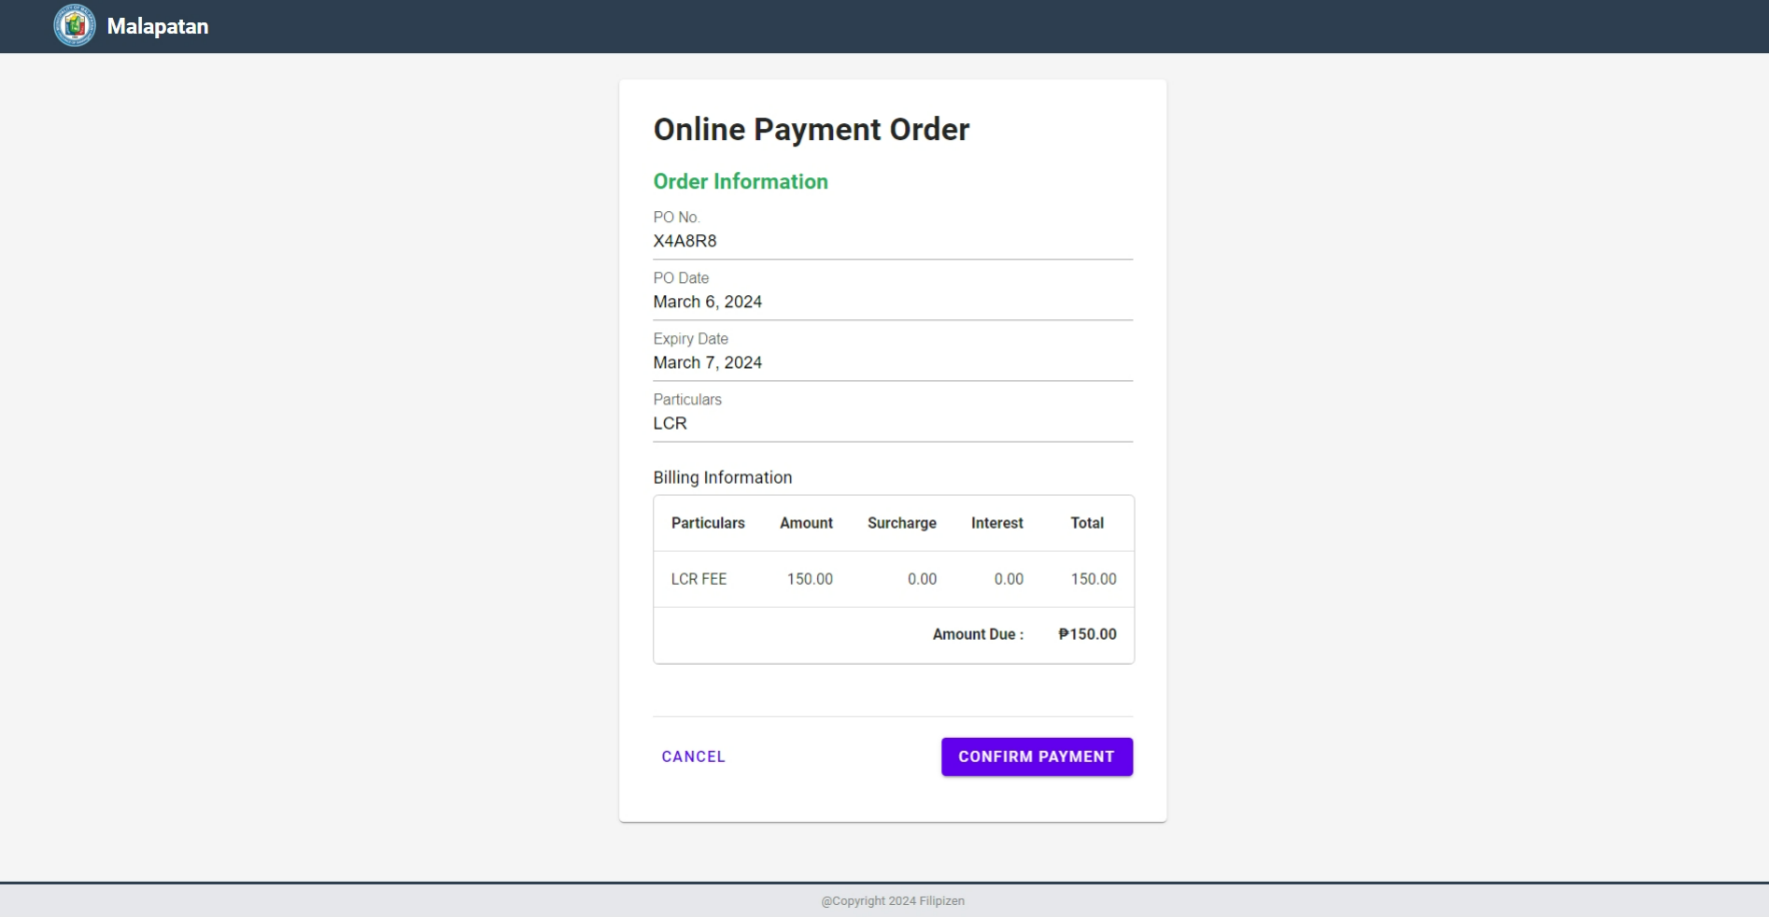 Malapatan
Online Payment Order
Order Information
PO No.
X4A8R8
PO Date
March 6, 2024
Expiry Date
March 7, 2024
Particulars
LCR
Billing Information
Particulars Amount Surcharge Interest Total
LCR FEE 150.00 0.00 0.00 150.00
Amount Due : ₱150.00
CANCEL CONFIRM PAYMENT
@Copyright 2024 Filipizen